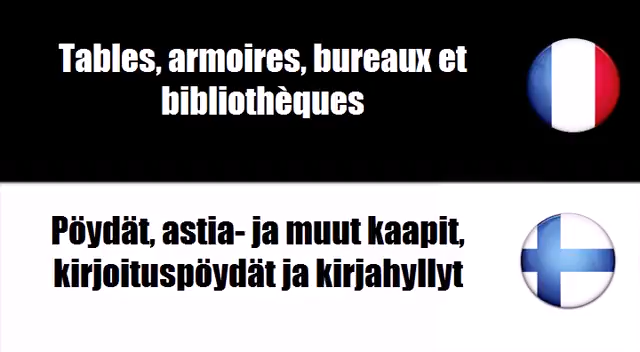 Tables, armoires, bureaux et
bibliothèques
Pöydät, astia- ja muut kaapit,
kirjoituspöydät ja kirjahyllyt